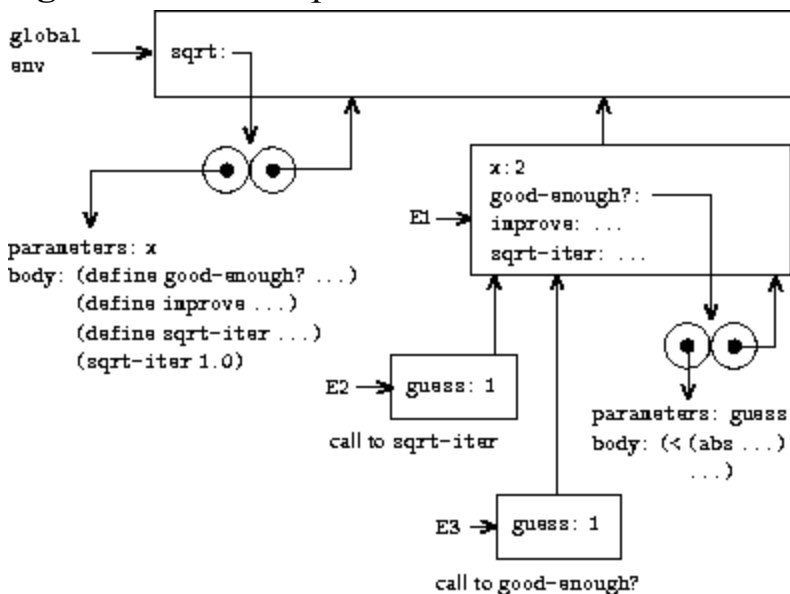 global
env
sqrt:
x:2
good-enough?:
E1
improve: ...
sqrt-iter: ...
parameters: x
body: (define good-enough? ...)
(define improve ...)
(define sqrt-iter ...)
(sqrt-iter 1.0)
E2
guess: 1
call to sqrt-iter
parameters: guess
body: (< (abs ...)
...)
E3
guess: 1
call to good-enough?